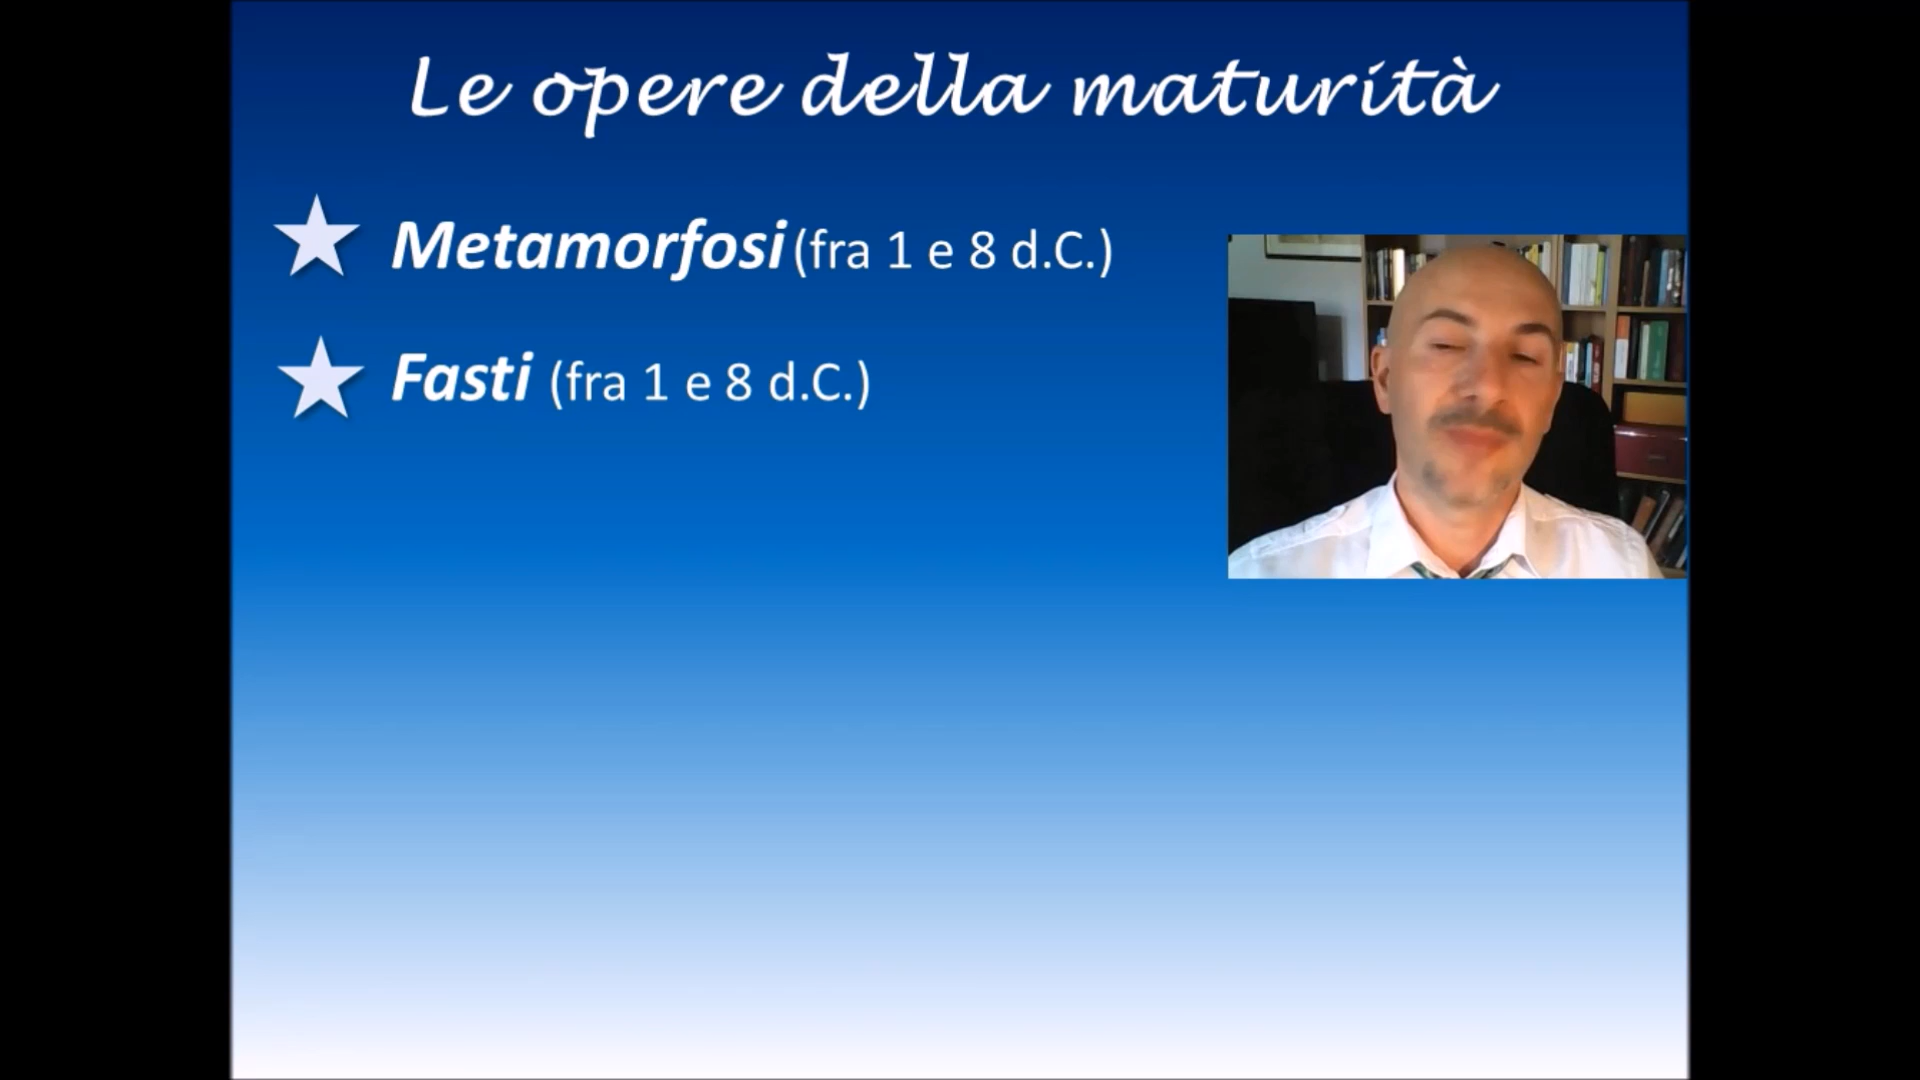 Le opere della maturità
Metamorfosi (fra 1 e 8 d.C.)
Fasti (fra 1 e 8 d.C.)